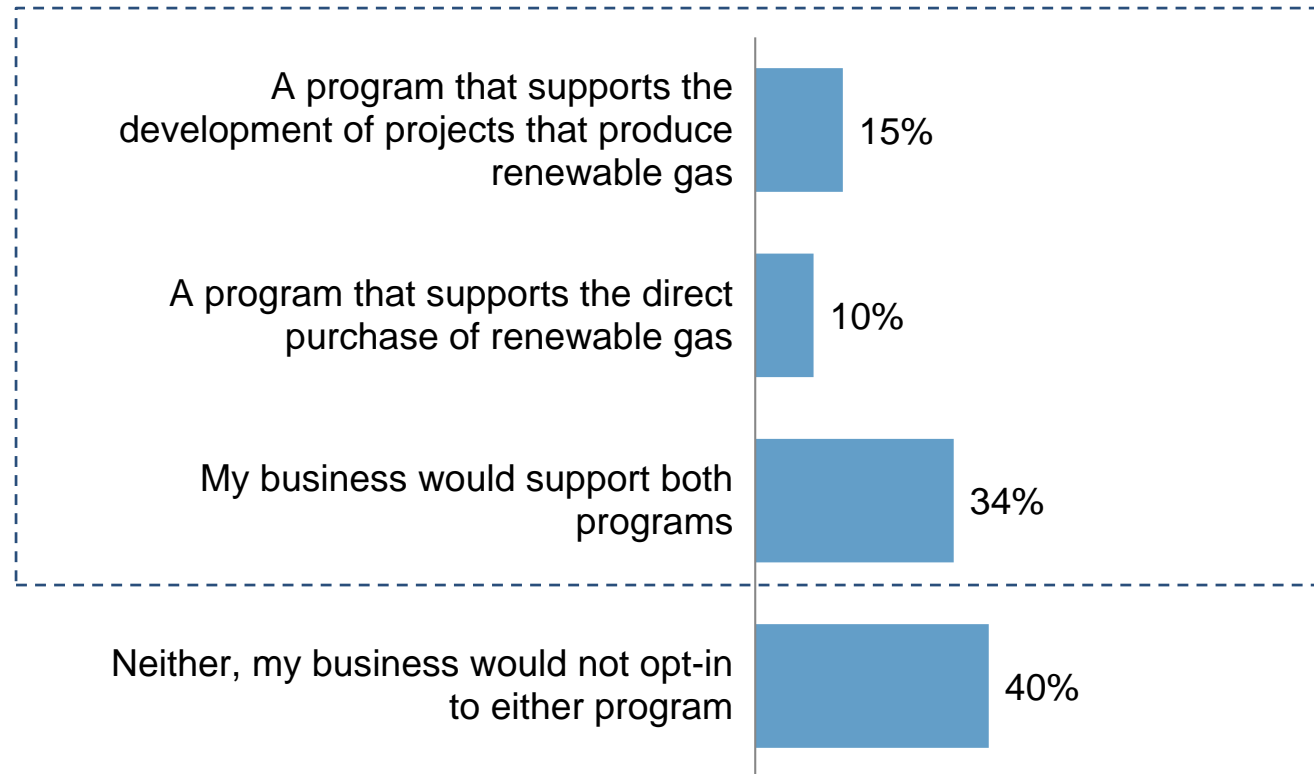 A program that supports the
development of projects that produce
renewable gas
15%
A program that supports the direct
purchase of renewable gas
10%
My business would support both
programs
34%
Neither, my business would not opt-in
to either program
40%